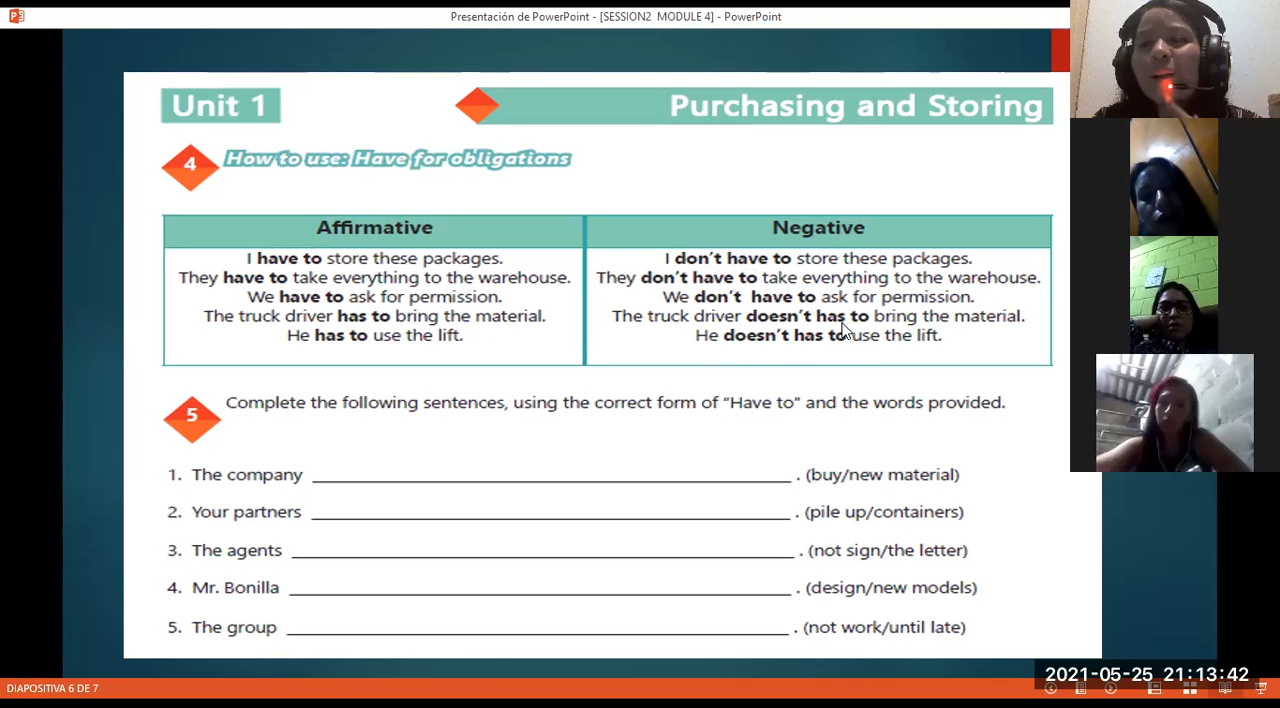 Presentación de PowerPoint - [SESSION2 MODULE 4] - PowerPoint
Unit 1
Purchasing and Storing
4
How to use: Have for obligations
Affirmative
Negative
I have to store these packages.
They have to take everything to the warehouse.
We have to ask for permission.
The truck driver has to bring the material.
He has to use the lift.
I don't have to store these packages.
They don't have to take everything to the warehouse.
We don't have to ask for permission.
The truck driver doesn't has to bring the material.
He doesn't has to use the lift.
5
Complete the following sentences, using the correct form of "Have to" and the words provided.
1. The company ______ . (buy/new material)
2. Your partners ______ . (pile up/containers)
3. The agents ______ . (not sign/the letter)
4. Mr. Bonilla ______ . (design/new models)
5. The group ______ . (not work/until late)
2021-05-25 21:13:42
DIAPOSITIVA 6 DE 7